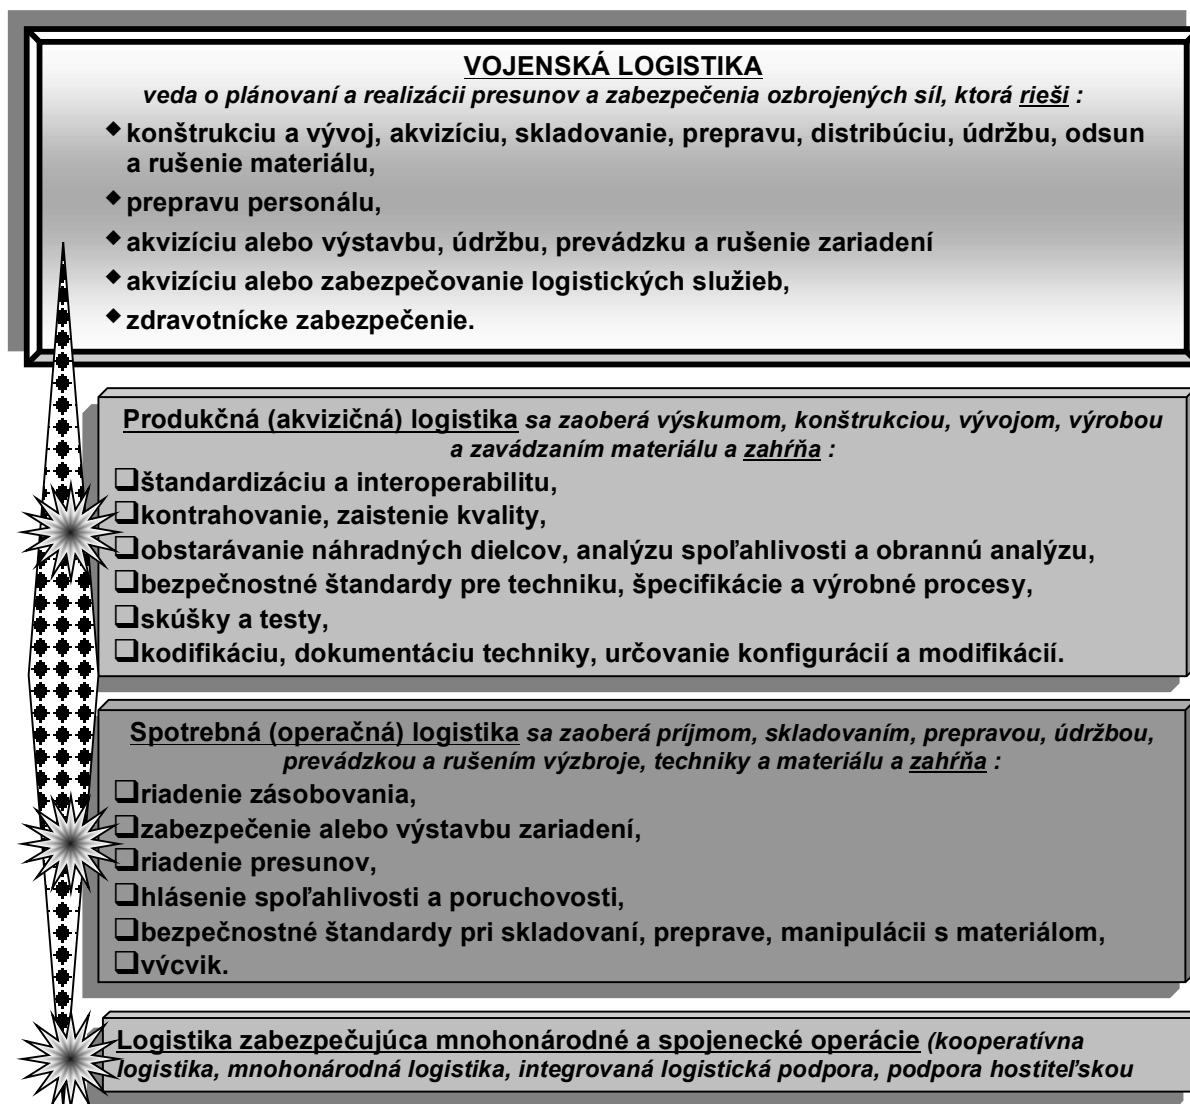 VOJENSKÁ LOGISTIKA
veda o plánovaní a realizácii presunov a zabezpečenia ozbrojených síl, ktorá rieši :
konštrukciu a vývoj, akvizíciu, skladovanie, prepravu, distribúciu, údržbu, odsun
a rušenie materiálu,
prepravu personálu,
akvizíciu alebo výstavbu, údržbu, prevádzku a rušenie zariadení
akvizíciu alebo zabezpečovanie logistických služieb,
zdravotnícke zabezpečenie.
Produkčná (akvizičná) logistika sa zaoberá výskumom, konštrukciou, vývojom, výrobou
a zavádzaním materiálu a zahŕňa :
štandardizáciu a interoperabilitu,
kontrahovanie, zaistenie kvality,
obstarávanie náhradných dielcov, analýzu spoľahlivosti a obrannú analýzu,
bezpečnostné štandardy pre techniku, špecifikácie a výrobné procesy,
skúšky a testy,
kodifikáciu, dokumentáciu techniky, určovanie konfigurácií a modifikácií.
Spotrebná (operačná) logistika sa zaoberá príjmom, skladovaním, prepravou, údržbou,
prevádzkou a rušením výzbroje, techniky a materiálu a zahŕňa :
riadenie zásobovania,
zabezpečenie alebo výstavbu zariadení,
riadenie presunov,
hlásenie spoľahlivosti a poruchovosti,
bezpečnostné štandardy pri skladovaní, preprave, manipulácii s materiálom,
výcvik.
Logistika zabezpečujúca mnohonárodné a spojenecké operácie (kooperatívna
logistika, mnohonárodná logistika, integrovaná logistická podpora, podpora hostiteľskou